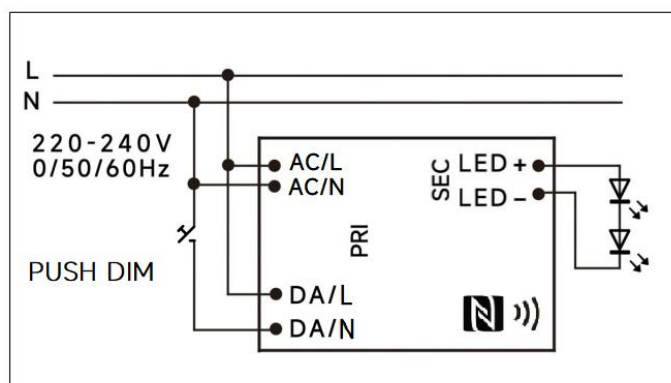 L
N
220-240V
0/50/60Hz
PUSH DIM
AC/L
AC/N
PRI
DA/L
DA/N
SEC
LED+
LED-